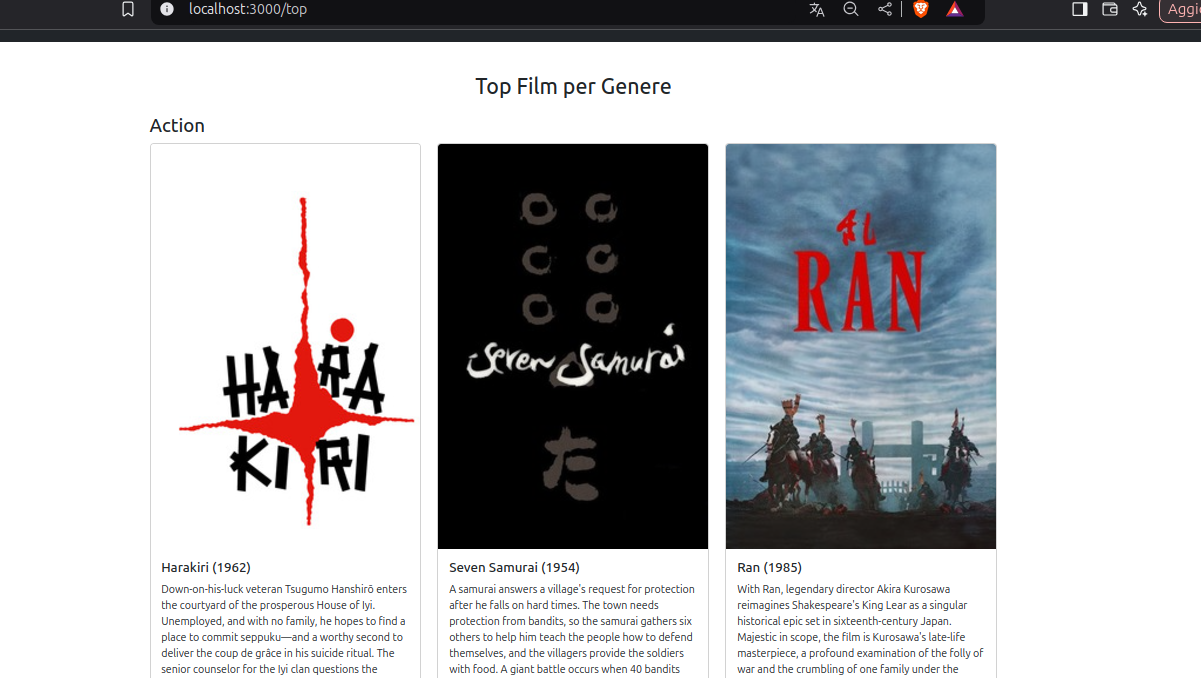 localhost:3000/top
Aggio
Top Film per Genere
Action
HARA
KIRI
Seven Samurai
た
乱
RAN
Harakiri (1962)
Down-on-his-luck veteran Tsugumo Hanshirō enters
the courtyard of the prosperous House of Iyi.
Unemployed, and with no family, he hopes to find a
place to commit seppuku—and a worthy second to
deliver the coup de grâce in his suicide ritual. The
senior counselor for the Iyi clan questions the
Seven Samurai (1954)
A samurai answers a village's request for protection
after he falls on hard times. The town needs
protection from bandits, so the samurai gathers six
others to help him teach the people how to defend
themselves, and the villagers provide the soldiers
with food. A giant battle occurs when 40 bandits
Ran (1985)
With Ran, legendary director Akira Kurosawa
reimagines Shakespeare's King Lear as a singular
historical epic set in sixteenth-century Japan.
Majestic in scope, the film is Kurosawa's late-life
masterpiece, a profound examination of the folly of
war and the crumbling of one family under the